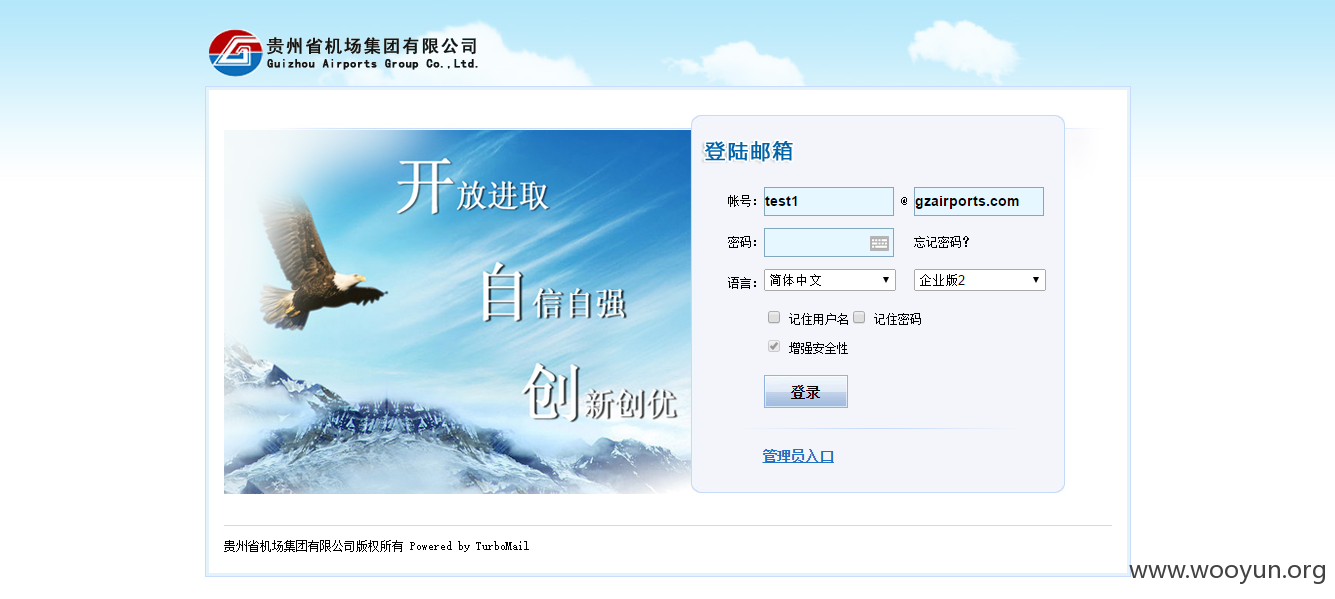 贵州省机场集团有限公司
Guizhou Airports Group Co.,Ltd.
开放进取
自信自强
创新创优
登陆邮箱
帐号: test1 @ gzairports.com
密码: 忘记密码?
语言: 简体中文 企业版2
记住用户名 记住密码
增强安全性
登录
管理员入口
贵州省机场集团有限公司版权所有 Powered by TurboMail
www.wooyun.org